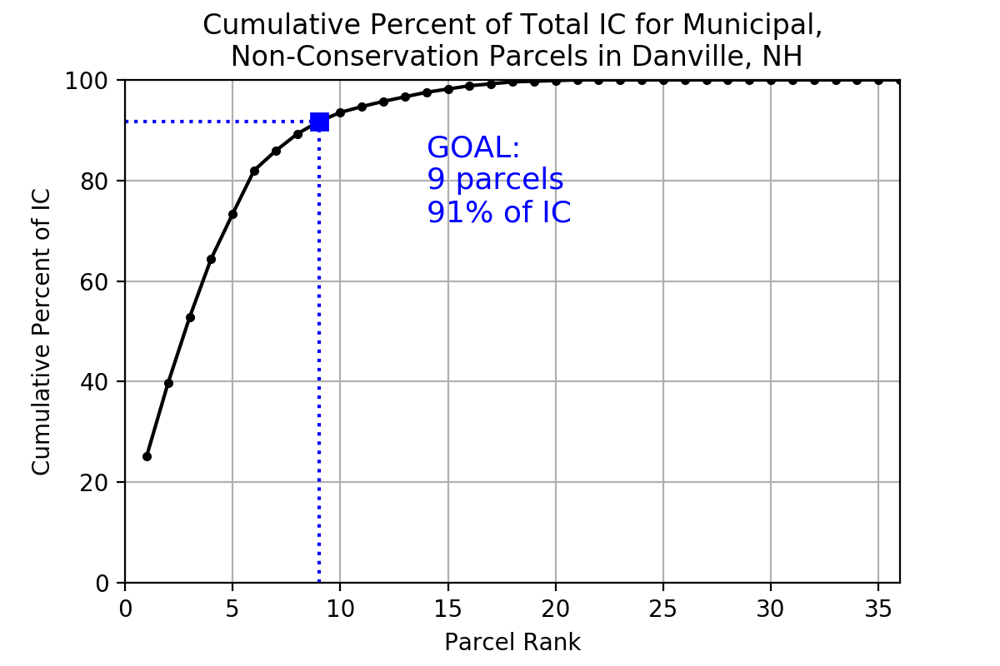 Cumulative Percent of Total IC for Municipal,
Non-Conservation Parcels in Danville, NH
100
80
60
40
20
0
Cumulative Percent of IC
GOAL:
9 parcels
91% of IC
0 5 10 15 20 25 30 35
Parcel Rank